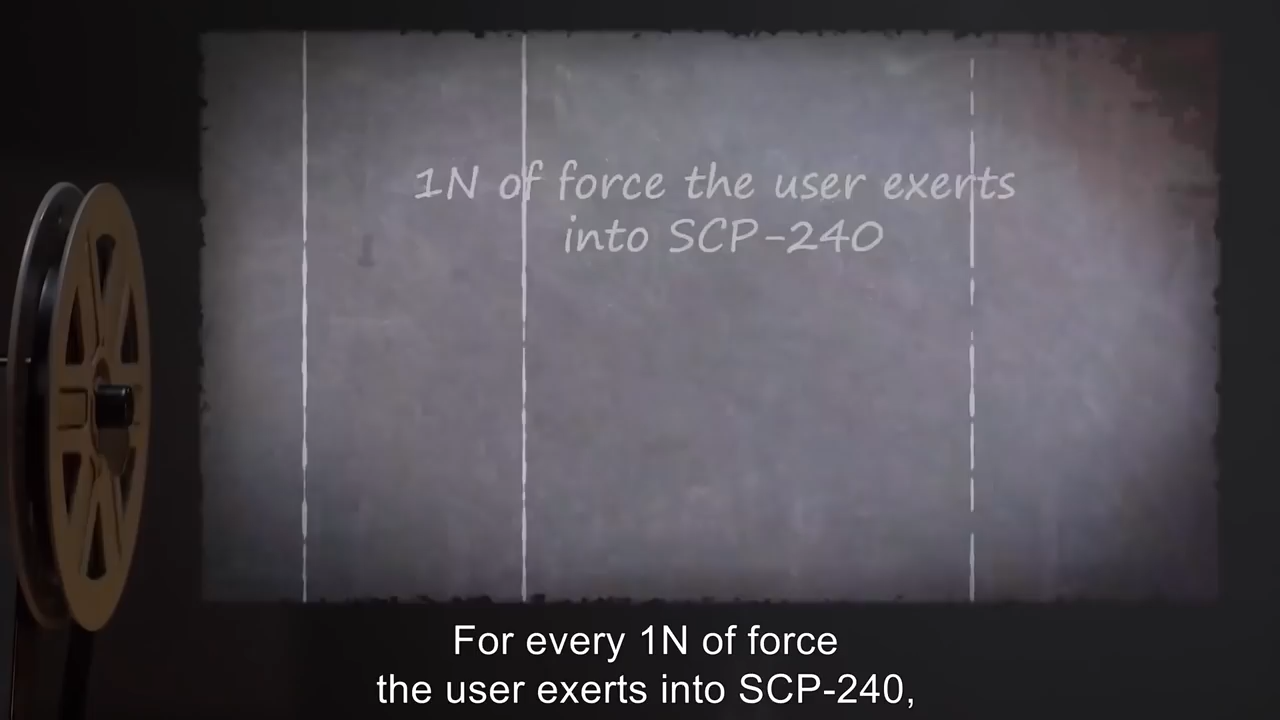 1N of force the user exerts
into SCP-240
For every 1N of force
the user exerts into SCP-240,